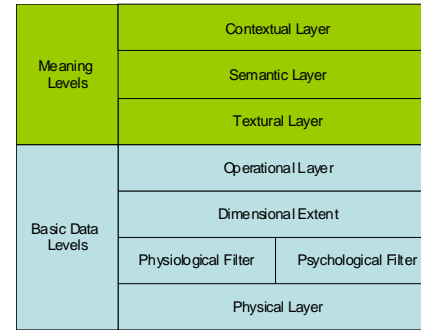 Meaning
Levels
Contextual Layer
Semantic Layer
Textural Layer
Basic Data
Levels
Operational Layer
Dimensional Extent
Physiological Filter
Psychological Filter
Physical Layer